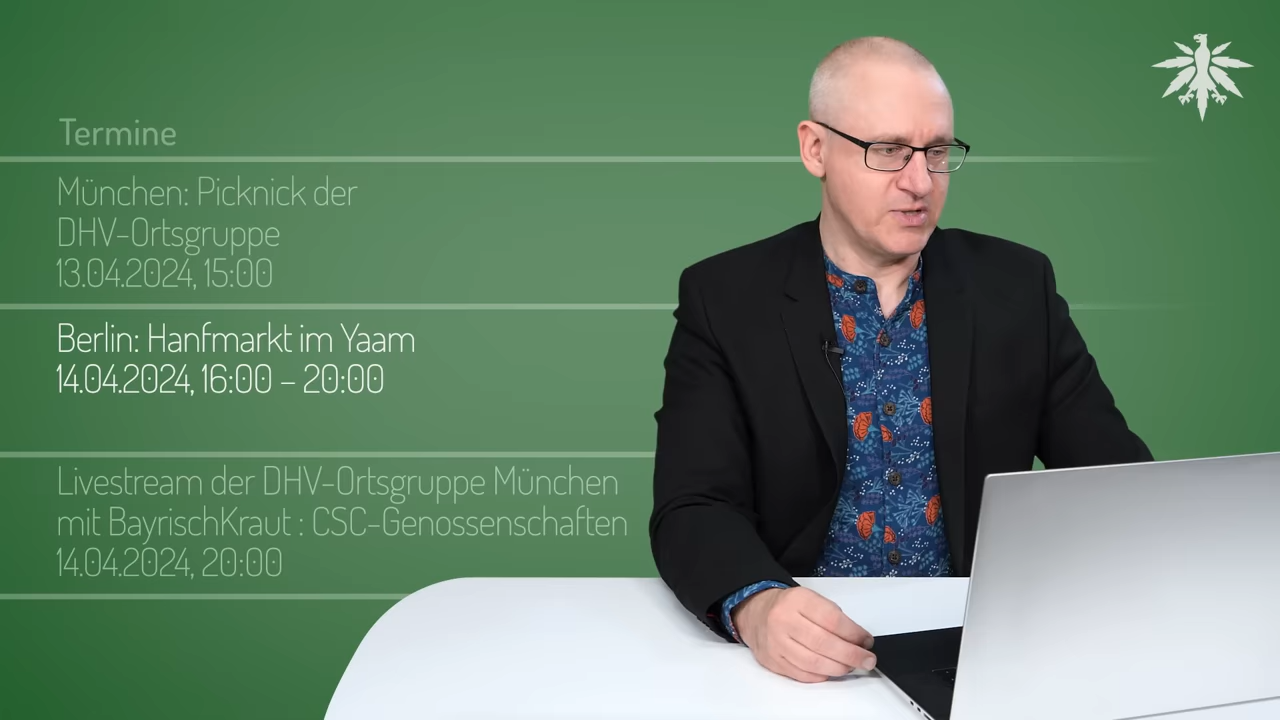 Termine
München: Picknick der
DHV-Ortsgruppe
13.04.2024, 15:00
Berlin: Hanfmarkt im Yaam
14.04.2024, 16:00 – 20:00
Livestream der DHV-Ortsgruppe München
mit BayrischKraut : CSC-Genossenschaften
14.04.2024, 20:00